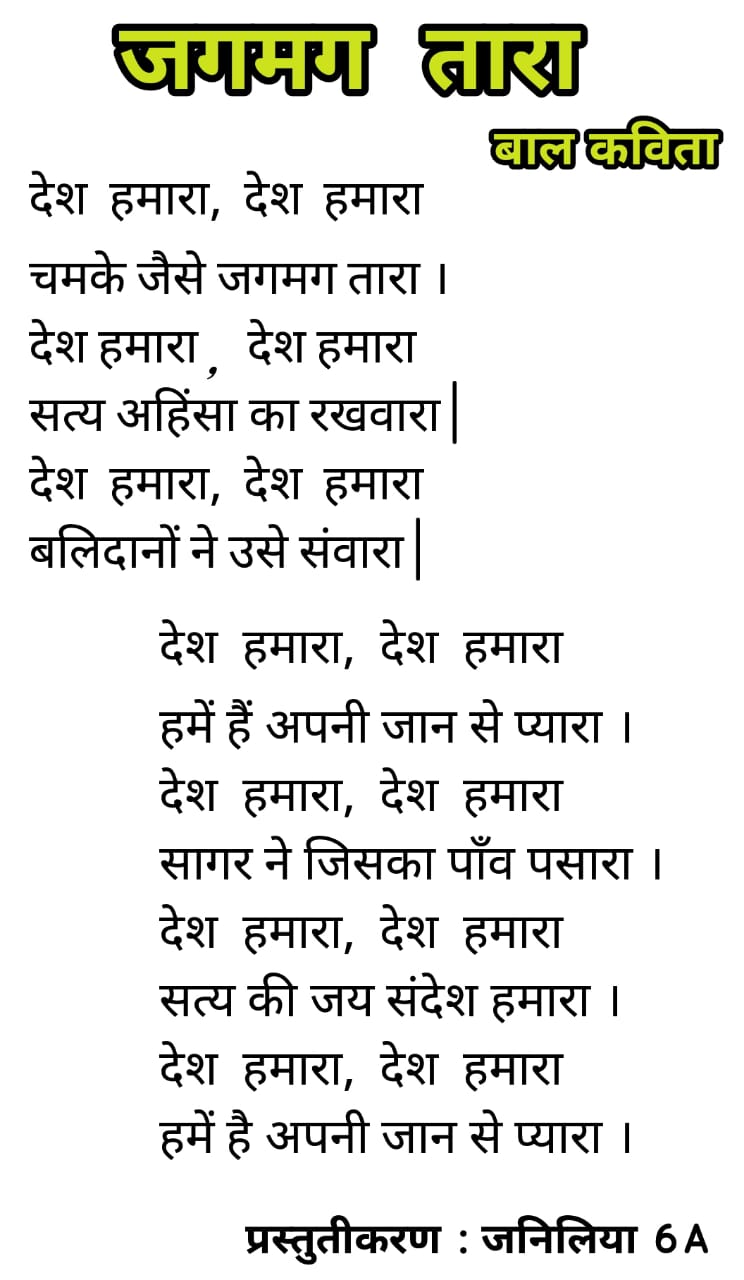 जगमग तारा
बाल कविता
देश हमारा, देश हमारा
चमके जैसे जगमग तारा ।
देश हमारा, देश हमारा
सत्य अहिंसा का रखवारा|
देश हमारा, देश हमारा
बलिदानों ने उसे संवारा|
देश हमारा, देश हमारा
हमें हैं अपनी जान से प्यारा ।
देश हमारा, देश हमारा
सागर ने जिसका पाँव पसारा ।
देश हमारा, देश हमारा
सत्य की जय संदेश हमारा ।
देश हमारा, देश हमारा
हमें है अपनी जान से प्यारा ।
प्रस्तुतीकरण : जनिलिया 6A